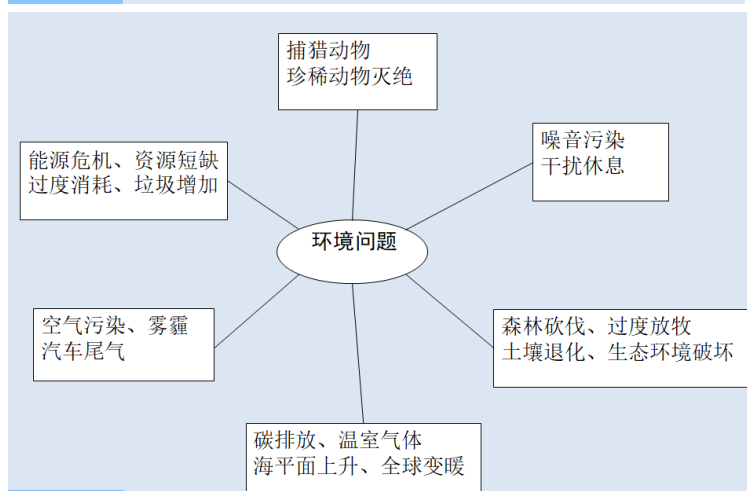 捕猎动物
珍稀动物灭绝
噪音污染
干扰休息
能源危机、资源短缺
过度消耗、垃圾增加
环境问题
空气污染、雾霾
汽车尾气
森林砍伐、过度放牧
土壤退化、生态环境破坏
碳排放、温室气体
海平面上升、全球变暖